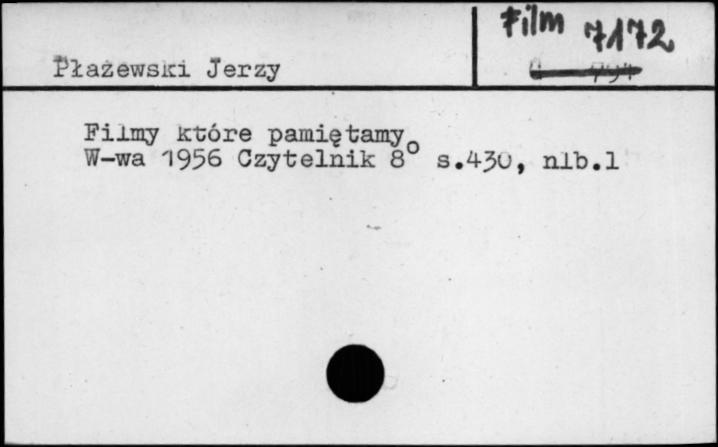 Film 7172
Płażewski Jerzy
Filmy które pamiętamy
W-wa 1956 Czytelnik 8° s.430, nlb.1